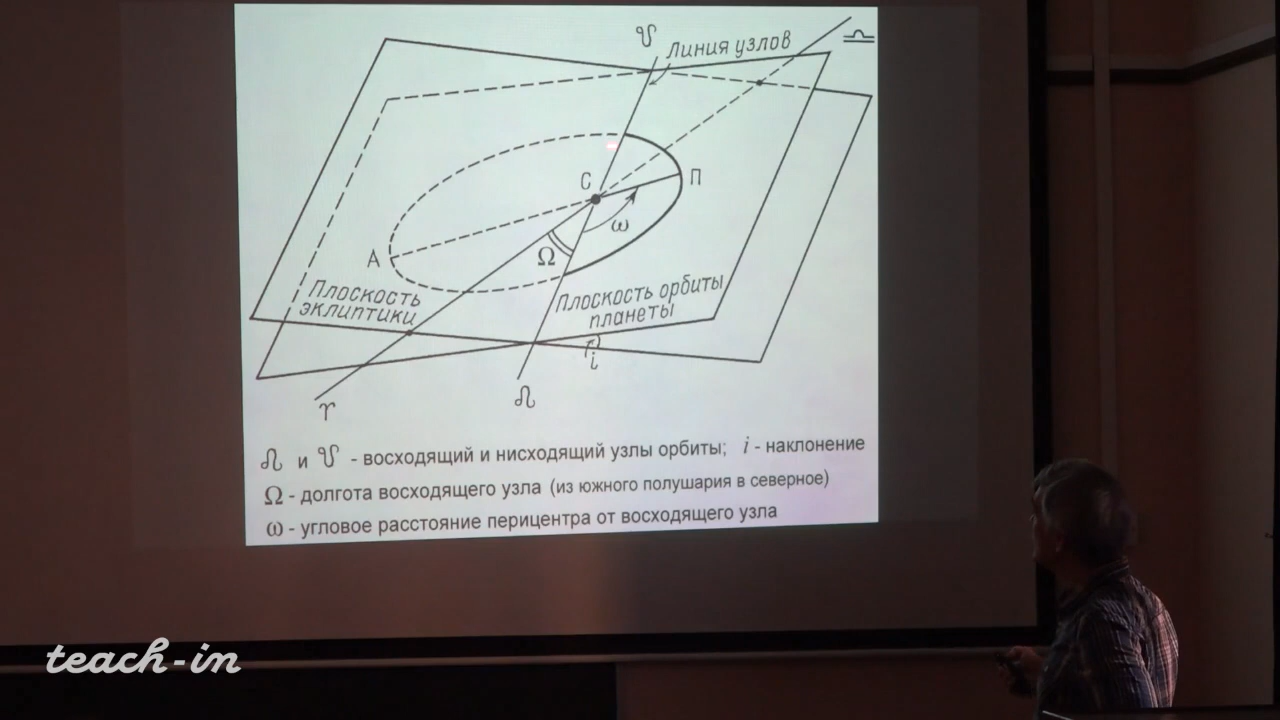 ☋
Линия узлов
♎
С
П
ω
Ω
А
Плоскость
эклиптики
Плоскость орбиты
планеты
i
♈
☊
☊ и ☋ - восходящий и нисходящий узлы орбиты; i - наклонение
Ω - долгота восходящего узла (из южного полушария в северное)
ω - угловое расстояние перицентра от восходящего узла
teach-in